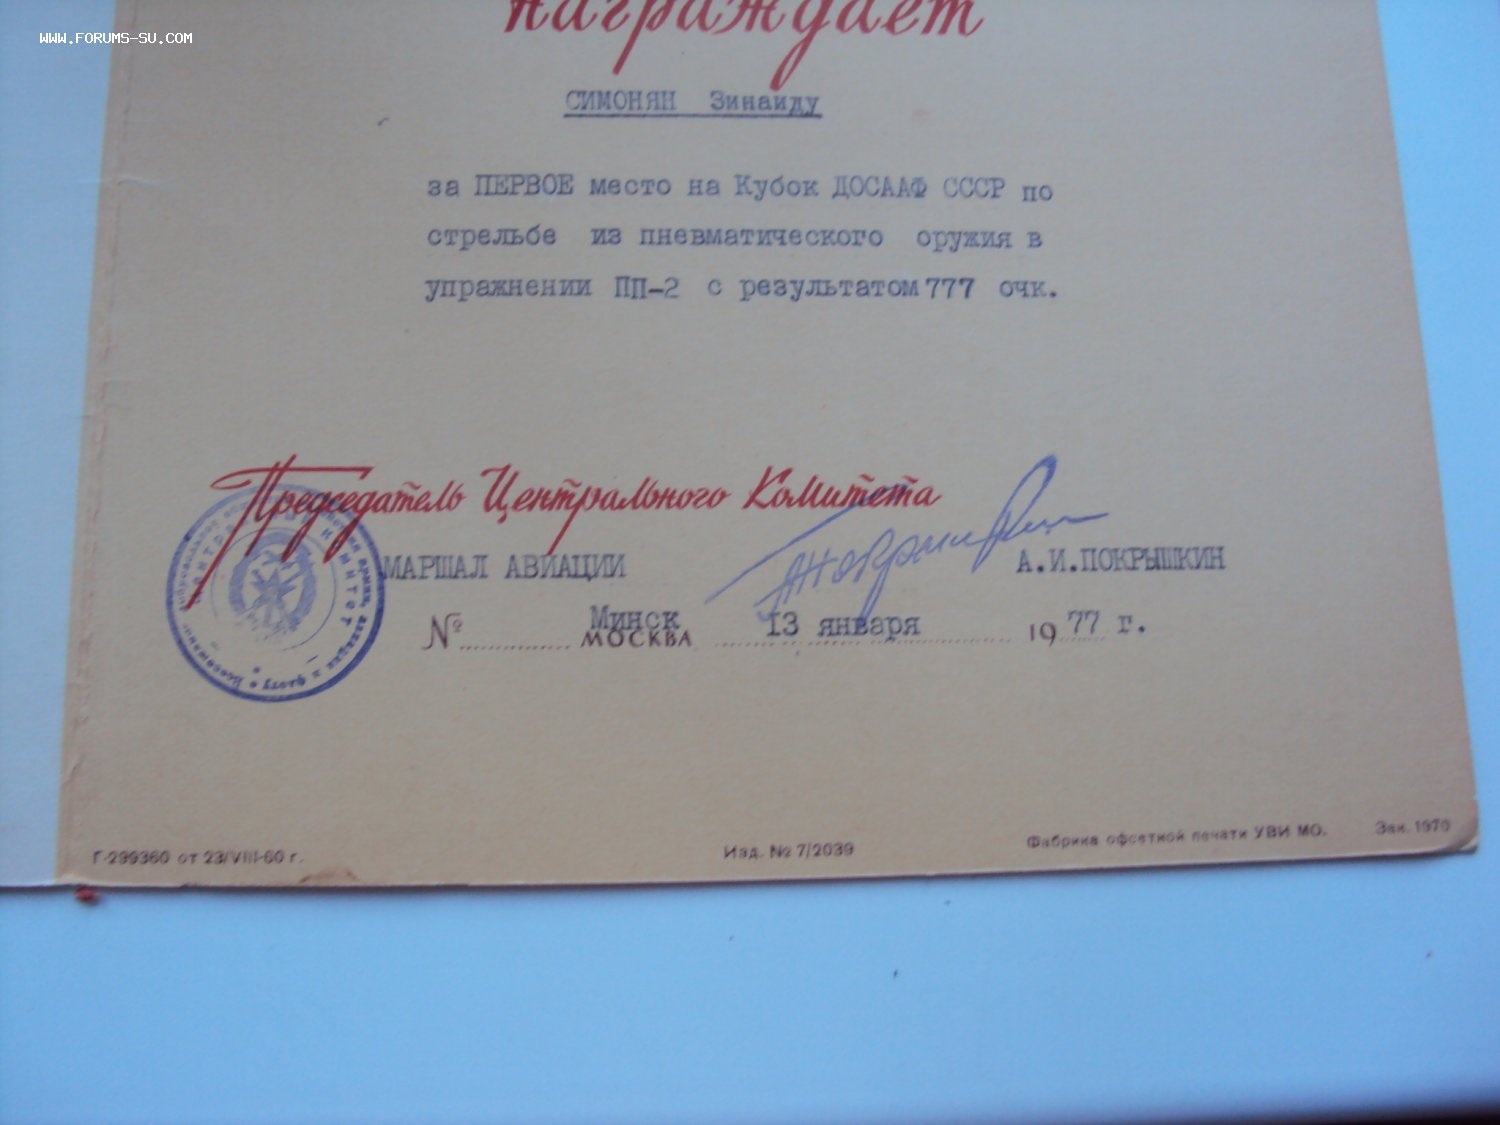 WWW.FORUMS-SU.COM
награждает
СИМОНЯН Зинаиду
за ПЕРВОЕ место на Кубок ДОСААФ СССР по
стрельбе из пневматического оружия в
упражнении ПП-2 с результатом 777 очк.
Председатель Центрального Комитета
МАРШАЛ АВИАЦИИ А.И.ПОКРЫШКИН
Минск
№ МОСКВА 13 января 1977 г.
Г-299360 от 23/VIII-60 г. Изд. № 7/2039 Фабрика офсетной печати УВИ МО. Зак. 1970